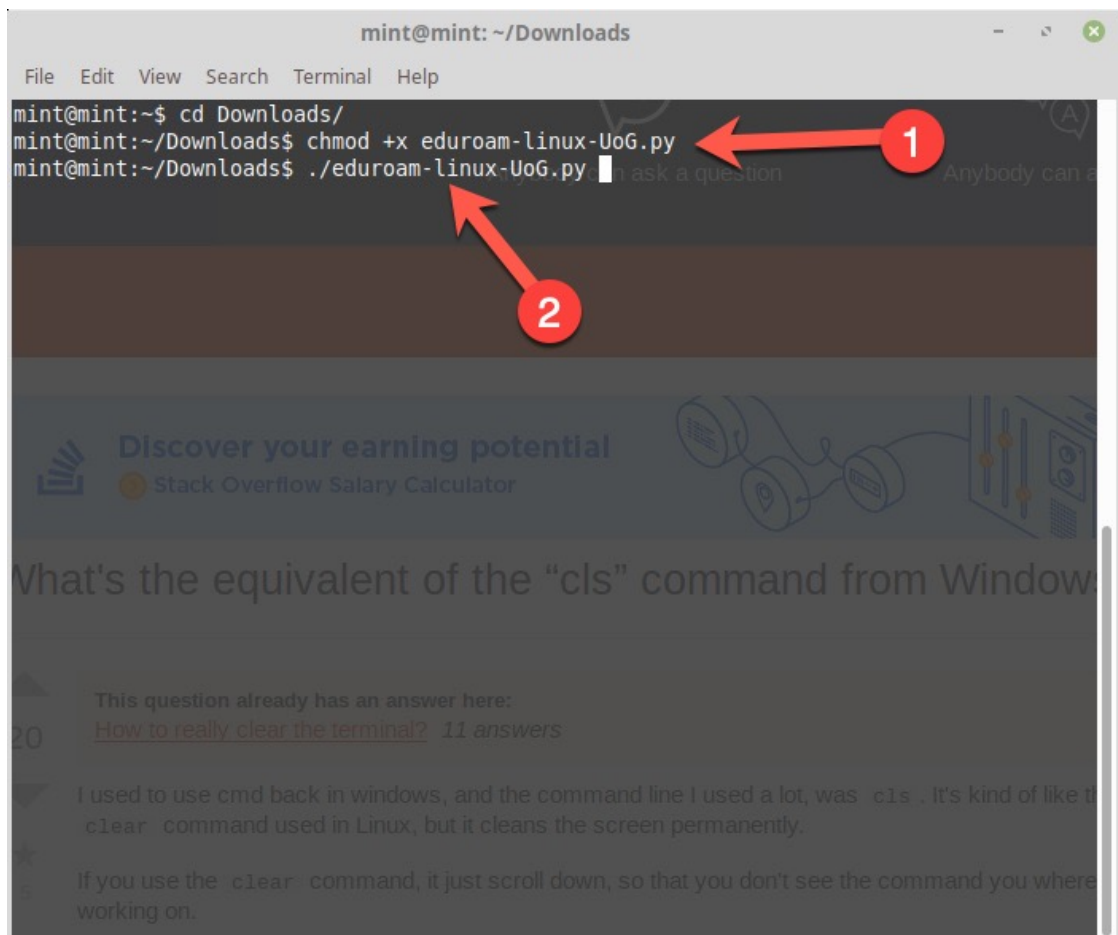 mint@mint: ~/Downloads
File Edit View Search Terminal Help
mint@mint:~$ cd Downloads/
mint@mint:~/Downloads$ chmod +x eduroam-linux-UoG.py
1
mint@mint:~/Downloads$ ./eduroam-linux-UoG.py
n ask a question
Anybody can a
2
Discover your earning potential
Stack Overflow Salary Calculator
What's the equivalent of the “cls” command from Windows
This question already has an answer here:
20
How to really clear the terminal? 11 answers
I used to use cmd back in windows, and the command line I used a lot, was cls . It's kind of like th
clear command used in Linux, but it cleans the screen permanently.
5
If you use the clear command, it just scroll down, so that you don't see the command you where
working on.